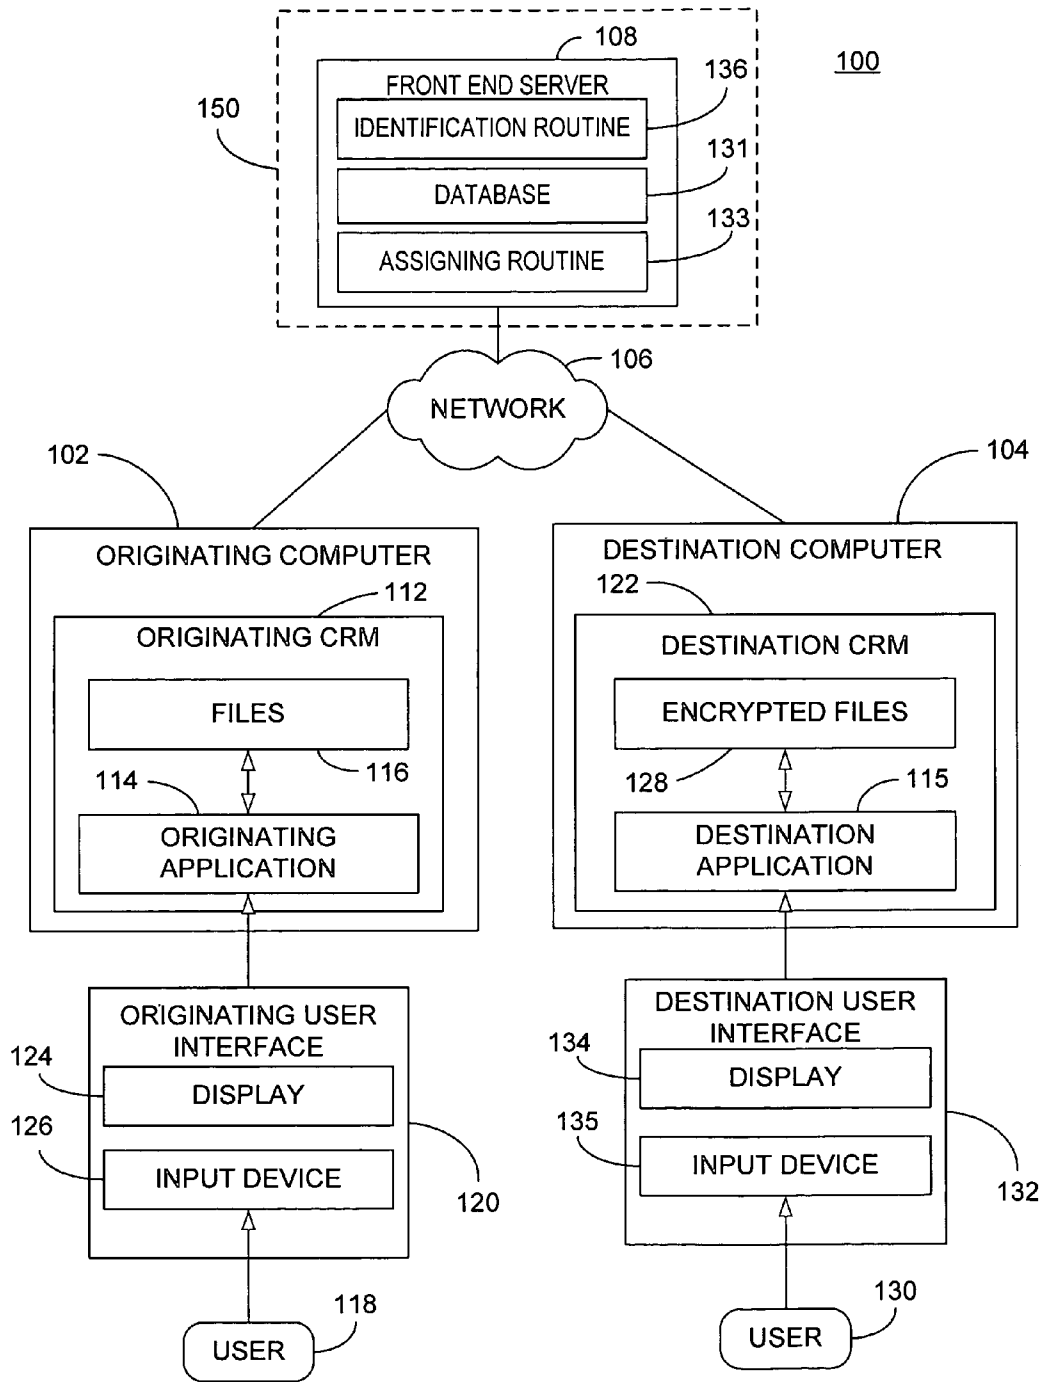 108
100
FRONT END SERVER
136
150
IDENTIFICATION ROUTINE
131
DATABASE
133
ASSIGNING ROUTINE
106
NETWORK
102
104
ORIGINATING COMPUTER
112
ORIGINATING CRM
FILES
116
114
ORIGINATING
APPLICATION
DESTINATION COMPUTER
122
DESTINATION CRM
ENCRYPTED FILES
128
115
DESTINATION
APPLICATION
ORIGINATING USER
INTERFACE
124
DISPLAY
126
INPUT DEVICE
120
118
USER
DESTINATION USER
INTERFACE
134
DISPLAY
135
INPUT DEVICE
132
130
USER